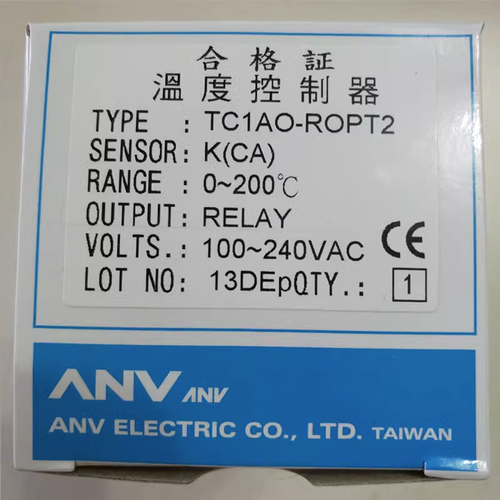 合格証
溫度控制器
TYPE : TC1AO-ROPT2
SENSOR: K(CA)
RANGE : 0~200℃
OUTPUT: RELAY
VOLTS. : 100~240VAC CE
LOT NO: 13DEpQTY.: 1
ANV ANV
ANV ELECTRIC CO., LTD. TAIWAN